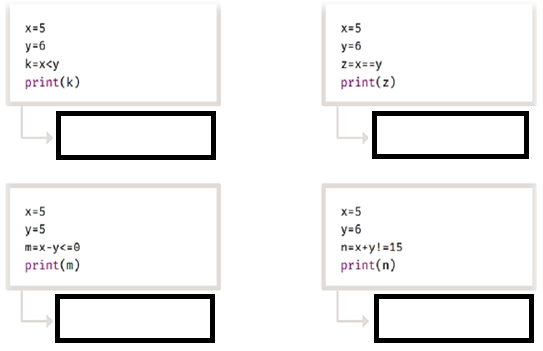 x=5
y=6
k=x<y
print(k)
x=5
y=6
z=x==y
print(z)
x=5
y=5
m=x-y<=0
print(m)
x=5
y=6
n=x+y!=15
print(n)